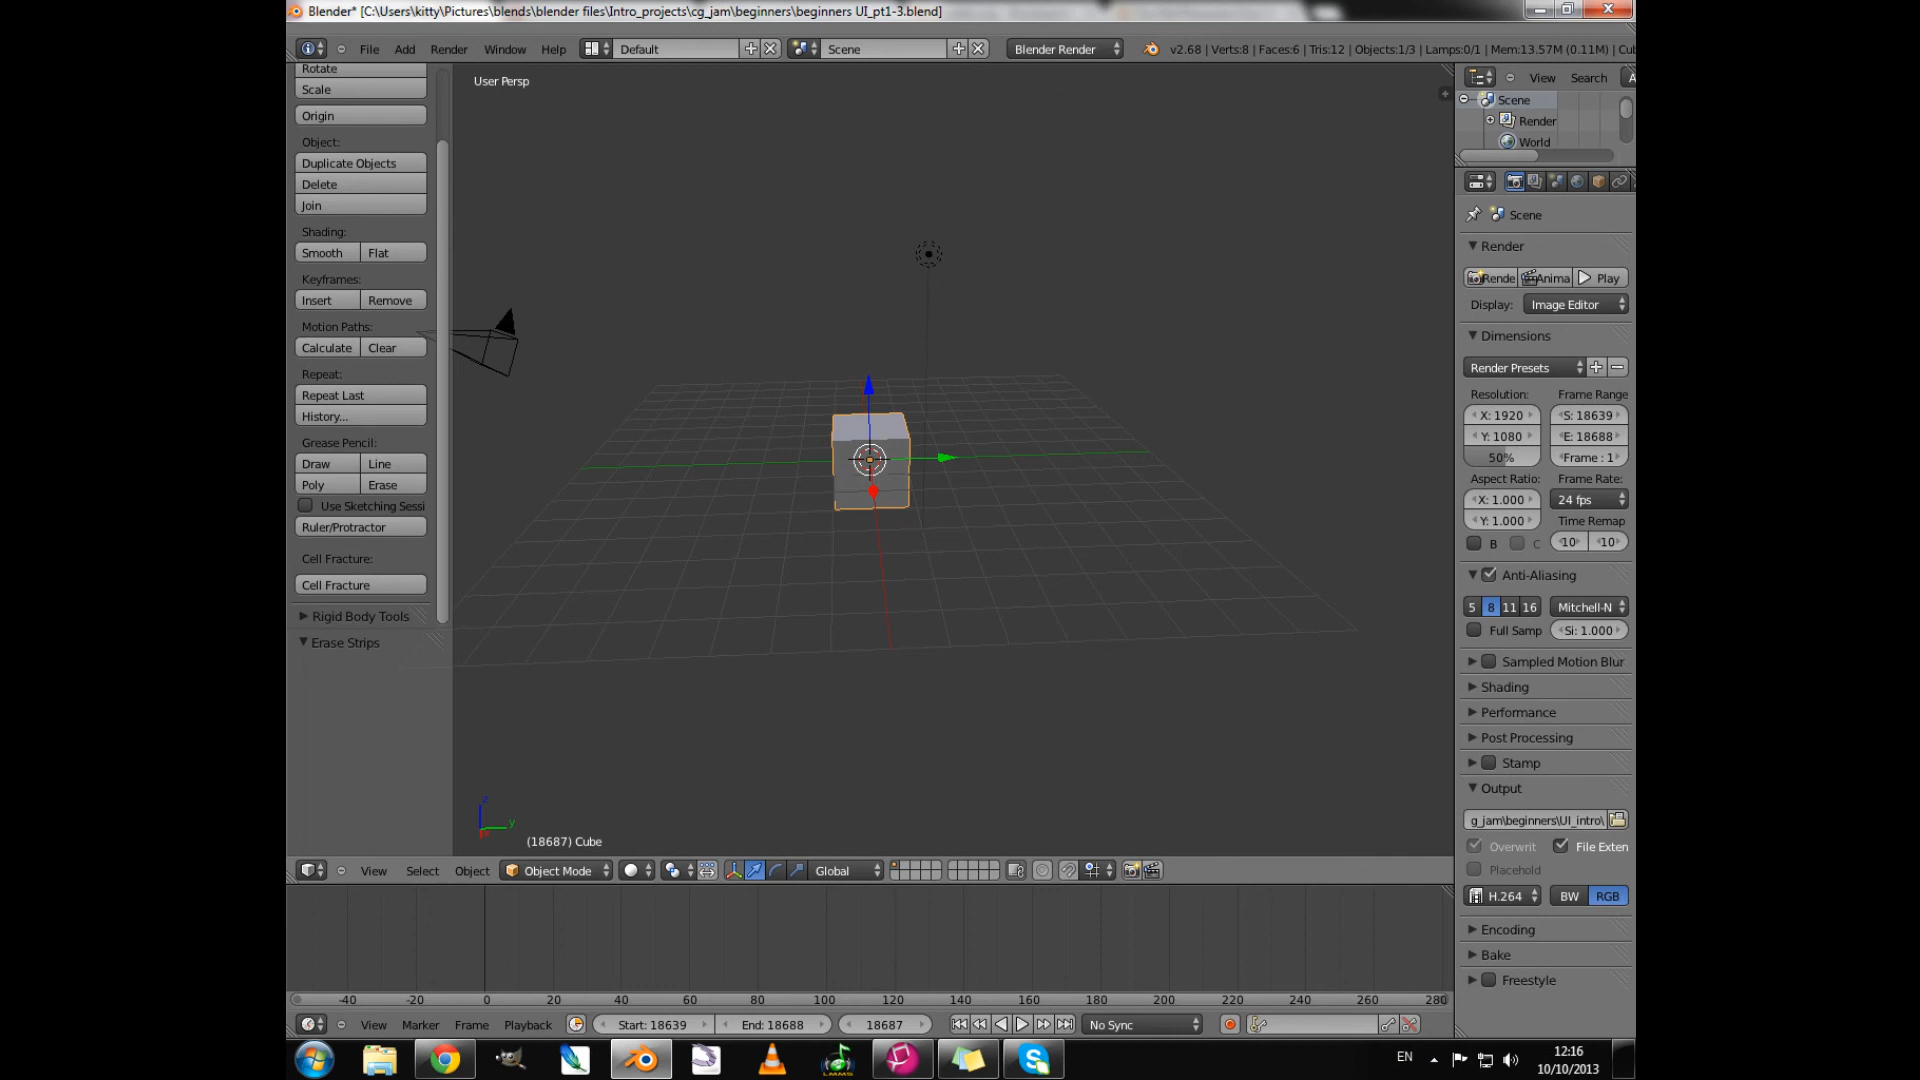 Blender* [C:\Users\kitty\Pictures\blends\blender files\Intro_projects\cg_jam\beginners\beginners UI_pt1-3.blend]
File Add Render Window Help Default Scene Blender Render v2.68 | Verts:8 | Faces:6 | Tris:12 | Objects:1/3 | Lamps:0/1 | Mem:13.57M (0.11M) | Cub
Rotate
Scale
Origin
Object:
Duplicate Objects
Delete
Join
Shading:
Smooth Flat
Keyframes:
Insert Remove
Motion Paths:
Calculate Clear
Repeat:
Repeat Last
History...
Grease Pencil:
Draw Line
Poly Erase
Use Sketching Sessi
Ruler/Protractor
Cell Fracture:
Cell Fracture
Rigid Body Tools
Erase Strips
User Persp
z
y
(18687) Cube
View Select Object Object Mode Global
View Search A
Scene
Render
World
Scene
Render
Rende Anima Play
Display: Image Editor
Dimensions
Render Presets
Resolution: Frame Range
X: 1920 S: 18639
Y: 1080 E: 18688
50% Frame : 1
Aspect Ratio: Frame Rate:
X: 1.000 24 fps
Y: 1.000 Time Remap
B C 10 10
Anti-Aliasing
5 8 11 16 Mitchell-N
Full Samp Si: 1.000
Sampled Motion Blur
Shading
Performance
Post Processing
Stamp
Output
g_jam\beginners\UI_intro\
Overwrit File Exten
Placehold
H.264 BW RGB
Encoding
Bake
Freestyle
-40 -20 0 20 40 60 80 100 120 140 160 180 200 220 240 260 280
View Marker Frame Playback Start: 18639 End: 18688 18687 No Sync
LMMS
EN
12:16
10/10/2013